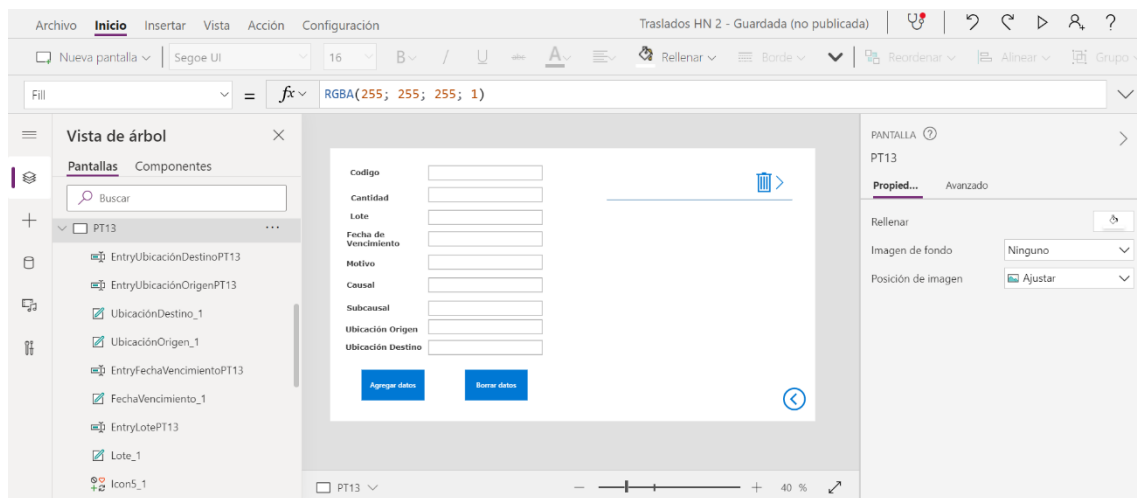 Archivo Inicio Insertar Vista Acción Configuración Traslados HN 2 - Guardada (no publicada) ?
Nueva pantalla Segoe UI 16 B / U abc A Rellenar Borde Reordenar Alinear Grupo
Fill = fx RGBA(255; 255; 255; 1)
Vista de árbol
Pantallas Componentes
Buscar
PT13 ...
EntryUbicaciónDestinoPT13
EntryUbicaciónOrigenPT13
UbicaciónDestino_1
UbicaciónOrigen_1
EntryFechaVencimientoPT13
FechaVencimiento_1
EntryLotePT13
Lote_1
Icon5_1
Codigo
Cantidad
Lote
Fecha de
Vencimiento
Motivo
Causal
Subcausal
Ubicación Origen
Ubicación Destino
Agregar datos Borrar datos
PT13 40 %
PANTALLA ?
PT13
Propied... Avanzado
Rellenar
Imagen de fondo Ninguno
Posición de imagen Ajustar